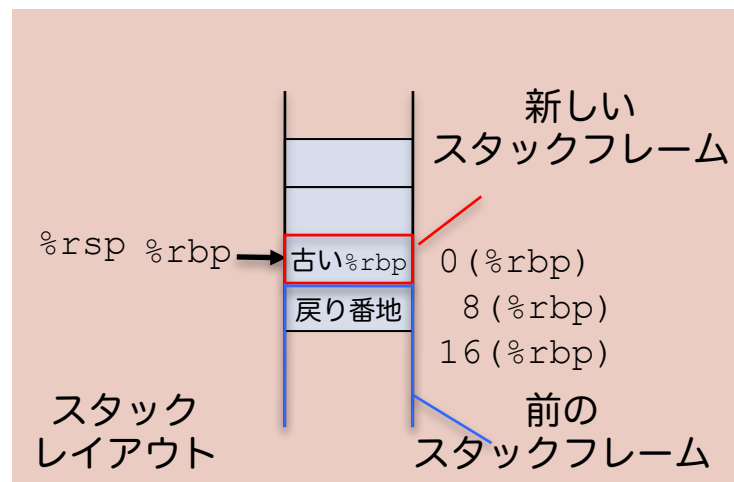 新しい
スタックフレーム
%rsp %rbp
古い%rbp
0(%rbp)
戻り番地
8(%rbp)
16(%rbp)
スタック
レイアウト
前の
スタックフレーム